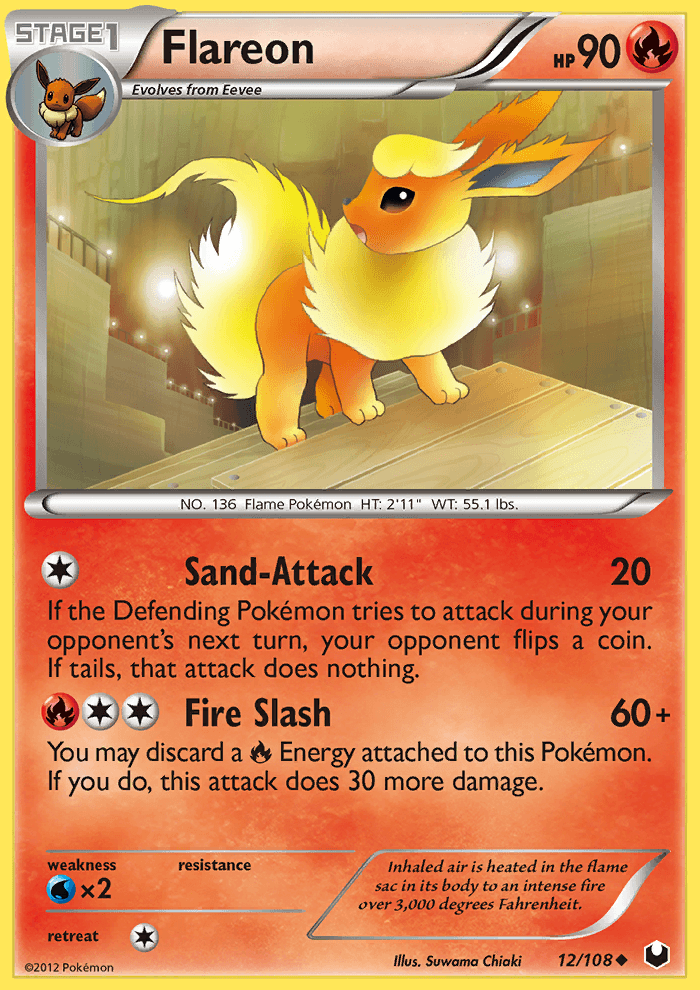 STAGE1
Flareon
HP 90
Evolves from Eevee
NO. 136 Flame Pokémon HT: 2'11" WT: 55.1 lbs.
Sand-Attack 20
If the Defending Pokémon tries to attack during your
opponent's next turn, your opponent flips a coin.
If tails, that attack does nothing.
Fire Slash 60+
You may discard a Energy attached to this Pokémon.
If you do, this attack does 30 more damage.
weakness resistance
×2
Inhaled air is heated in the flame
sac in its body to an intense fire
over 3,000 degrees Fahrenheit.
retreat
©2012 Pokémon
Illus. Suwama Chiaki
12/108